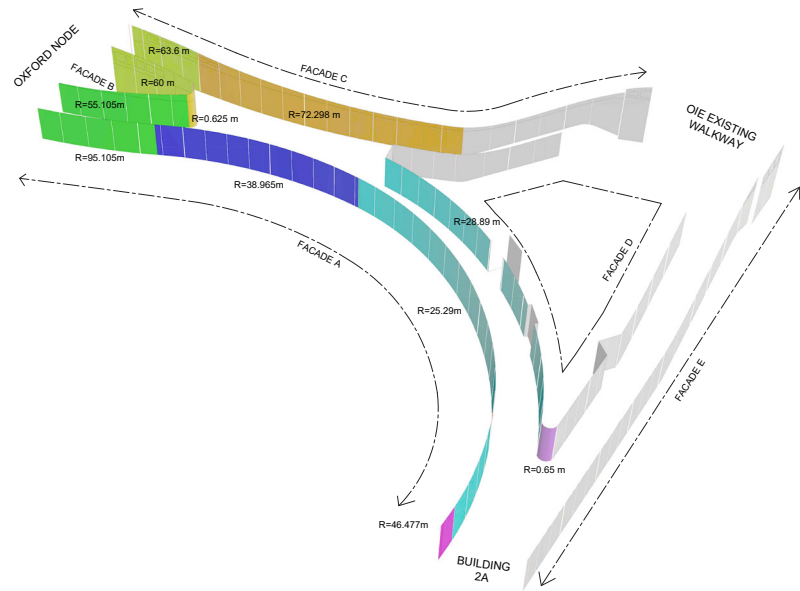 OXFORD NODE
R=63.6 m
FACADE C
FACADE B
R=60 m
R=55.105m
R=0.625 m
R=72.298 m
OIE EXISTING
WALKWAY
R=95.105m
R=38.965m
R=28.89 m
FACADE A
FACADE D
R=25.29m
FACADE E
R=0.65 m
R=46.477m
BUILDING
2A